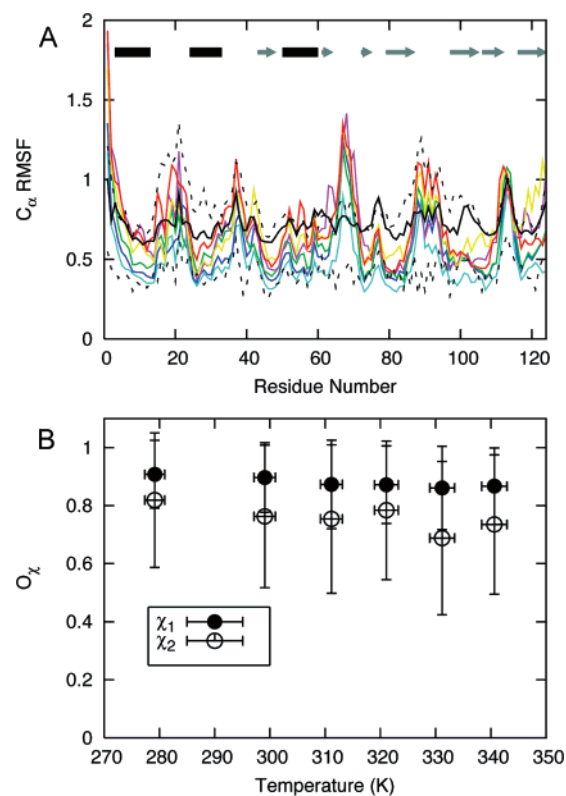 A
2
1.5
1
0.5
0
Cα RMSF
0 20 40 60 80 100 120
Residue Number
B
1
0.8
0.6
0.4
0.2
0
Oχ
χ1
χ2
270 280 290 300 310 320 330 340 350
Temperature (K)